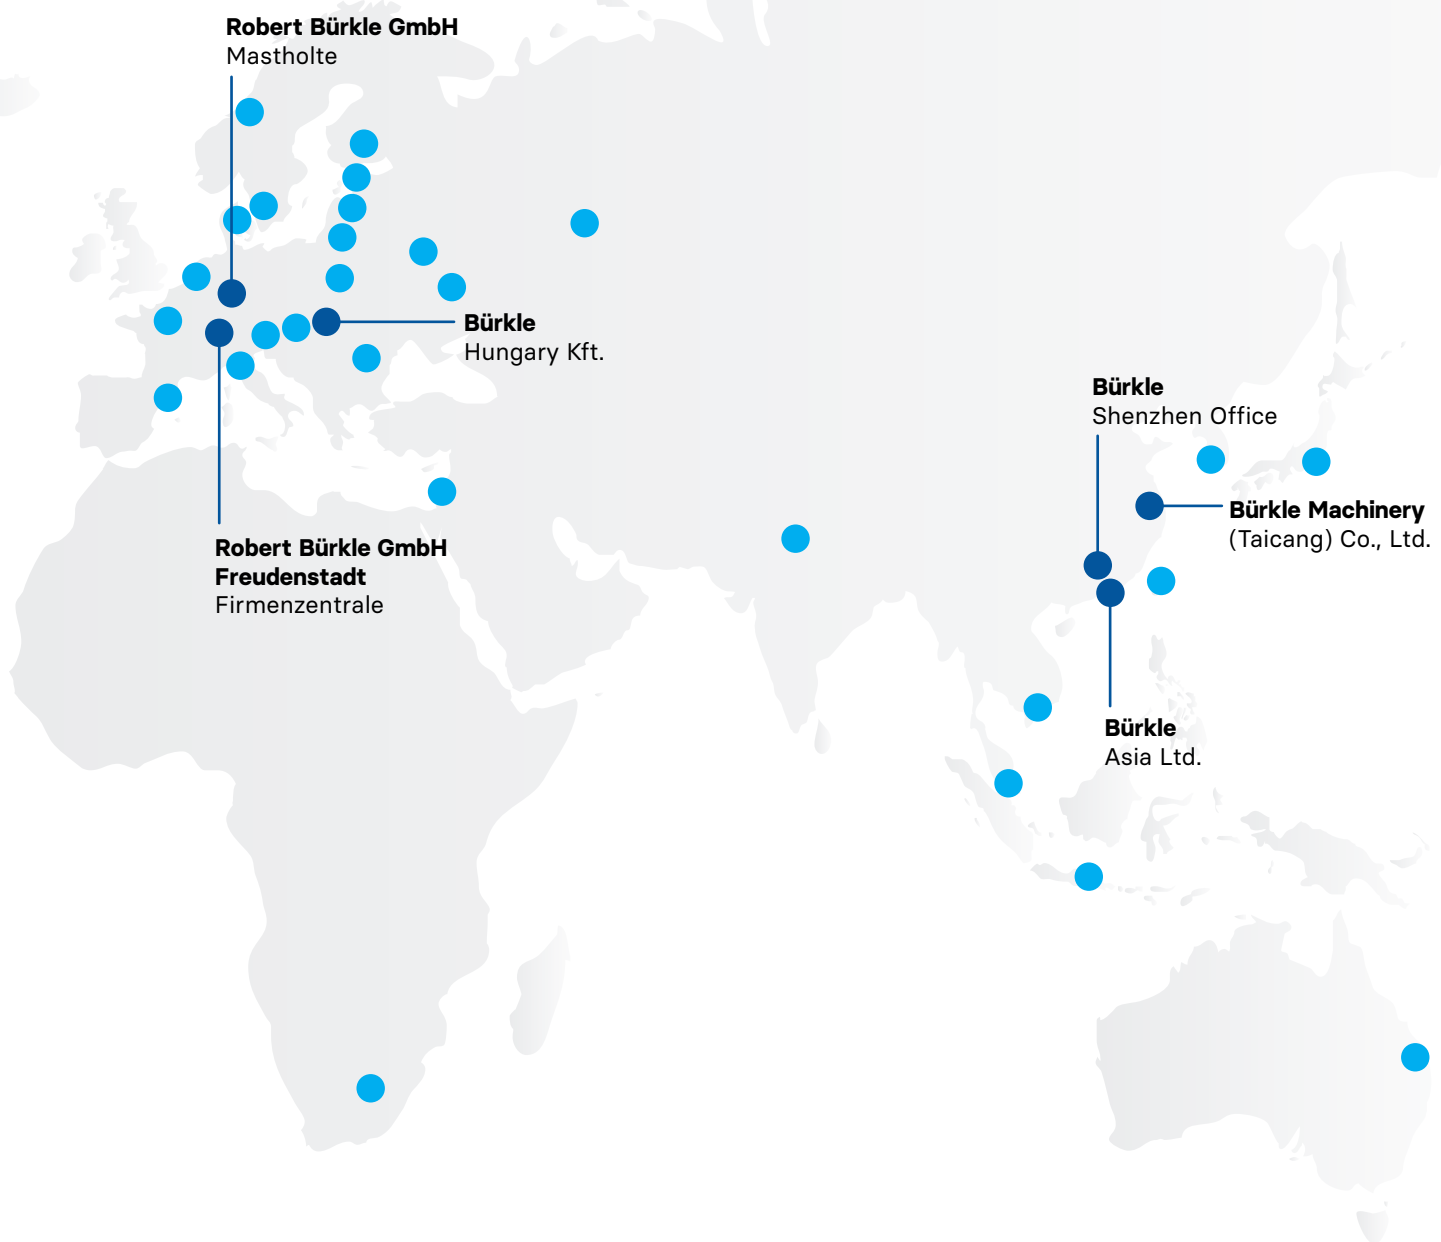 Robert Bürkle GmbH
Mastholte
Bürkle
Hungary Kft.
Robert Bürkle GmbH
Freudenstadt
Firmenzentrale
Bürkle
Shenzhen Office
Bürkle Machinery
(Taicang) Co., Ltd.
Bürkle
Asia Ltd.